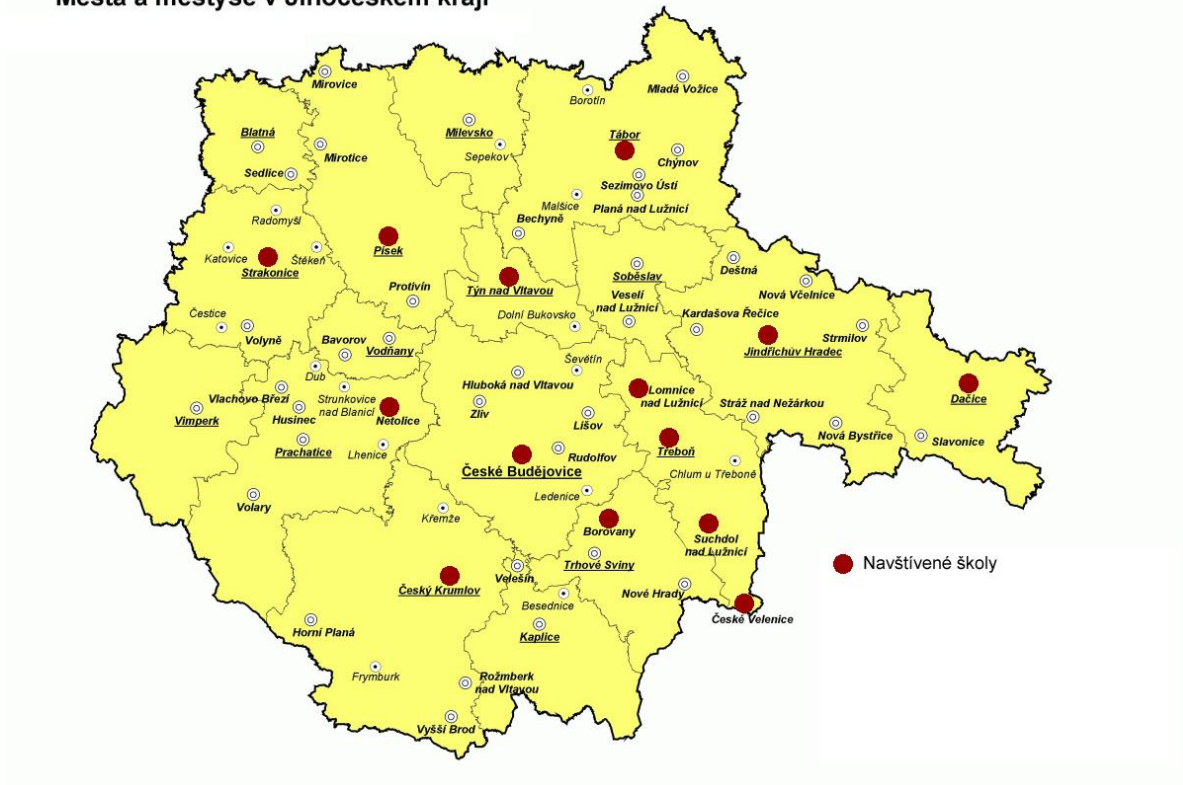 Města a městyse v Jihočeském kraji
Mirovice
Mladá Vožice
Borotín
Blatná
Milevsko
Tábor
Sepekov
Mirotice
Chýnov
Sedlice
Sezimovo Ústí
Malšice
Planá nad Lužnicí
Radomyšl
Bechyně
Písek
Katovice
Štěkeň
Strakonice
Soběslav
Deštná
Týn nad Vltavou
Nová Včelnice
Protivín
Veselí
nad Lužnicí
Čestice
Dolní Bukovsko
Kardašova Řečice
Volyně
Bavorov
Vodňany
Strmilov
Jindřichův Hradec
Ševětín
Dub
Hluboká nad Vltavou
Lomnice
nad Lužnicí
Vlachovo Březí
Strunkovice
nad Blanicí
Dačice
Vimperk
Husinec
Netolice
Zliv
Lišov
Stráž nad Nežárkou
Nová Bystřice
Slavonice
Prachatice
Lhenice
Třeboň
Rudolfov
České Budějovice
Chlum u Třeboně
Ledenice
Volary
Křemže
Borovany
Suchdol
nad Lužnicí
Trhové Sviny
Navštívené školy
Velešín
Český Krumlov
Nové Hrady
Besednice
České Velenice
Horní Planá
Kaplice
Frymburk
Rožmberk
nad Vltavou
Vyšší Brod